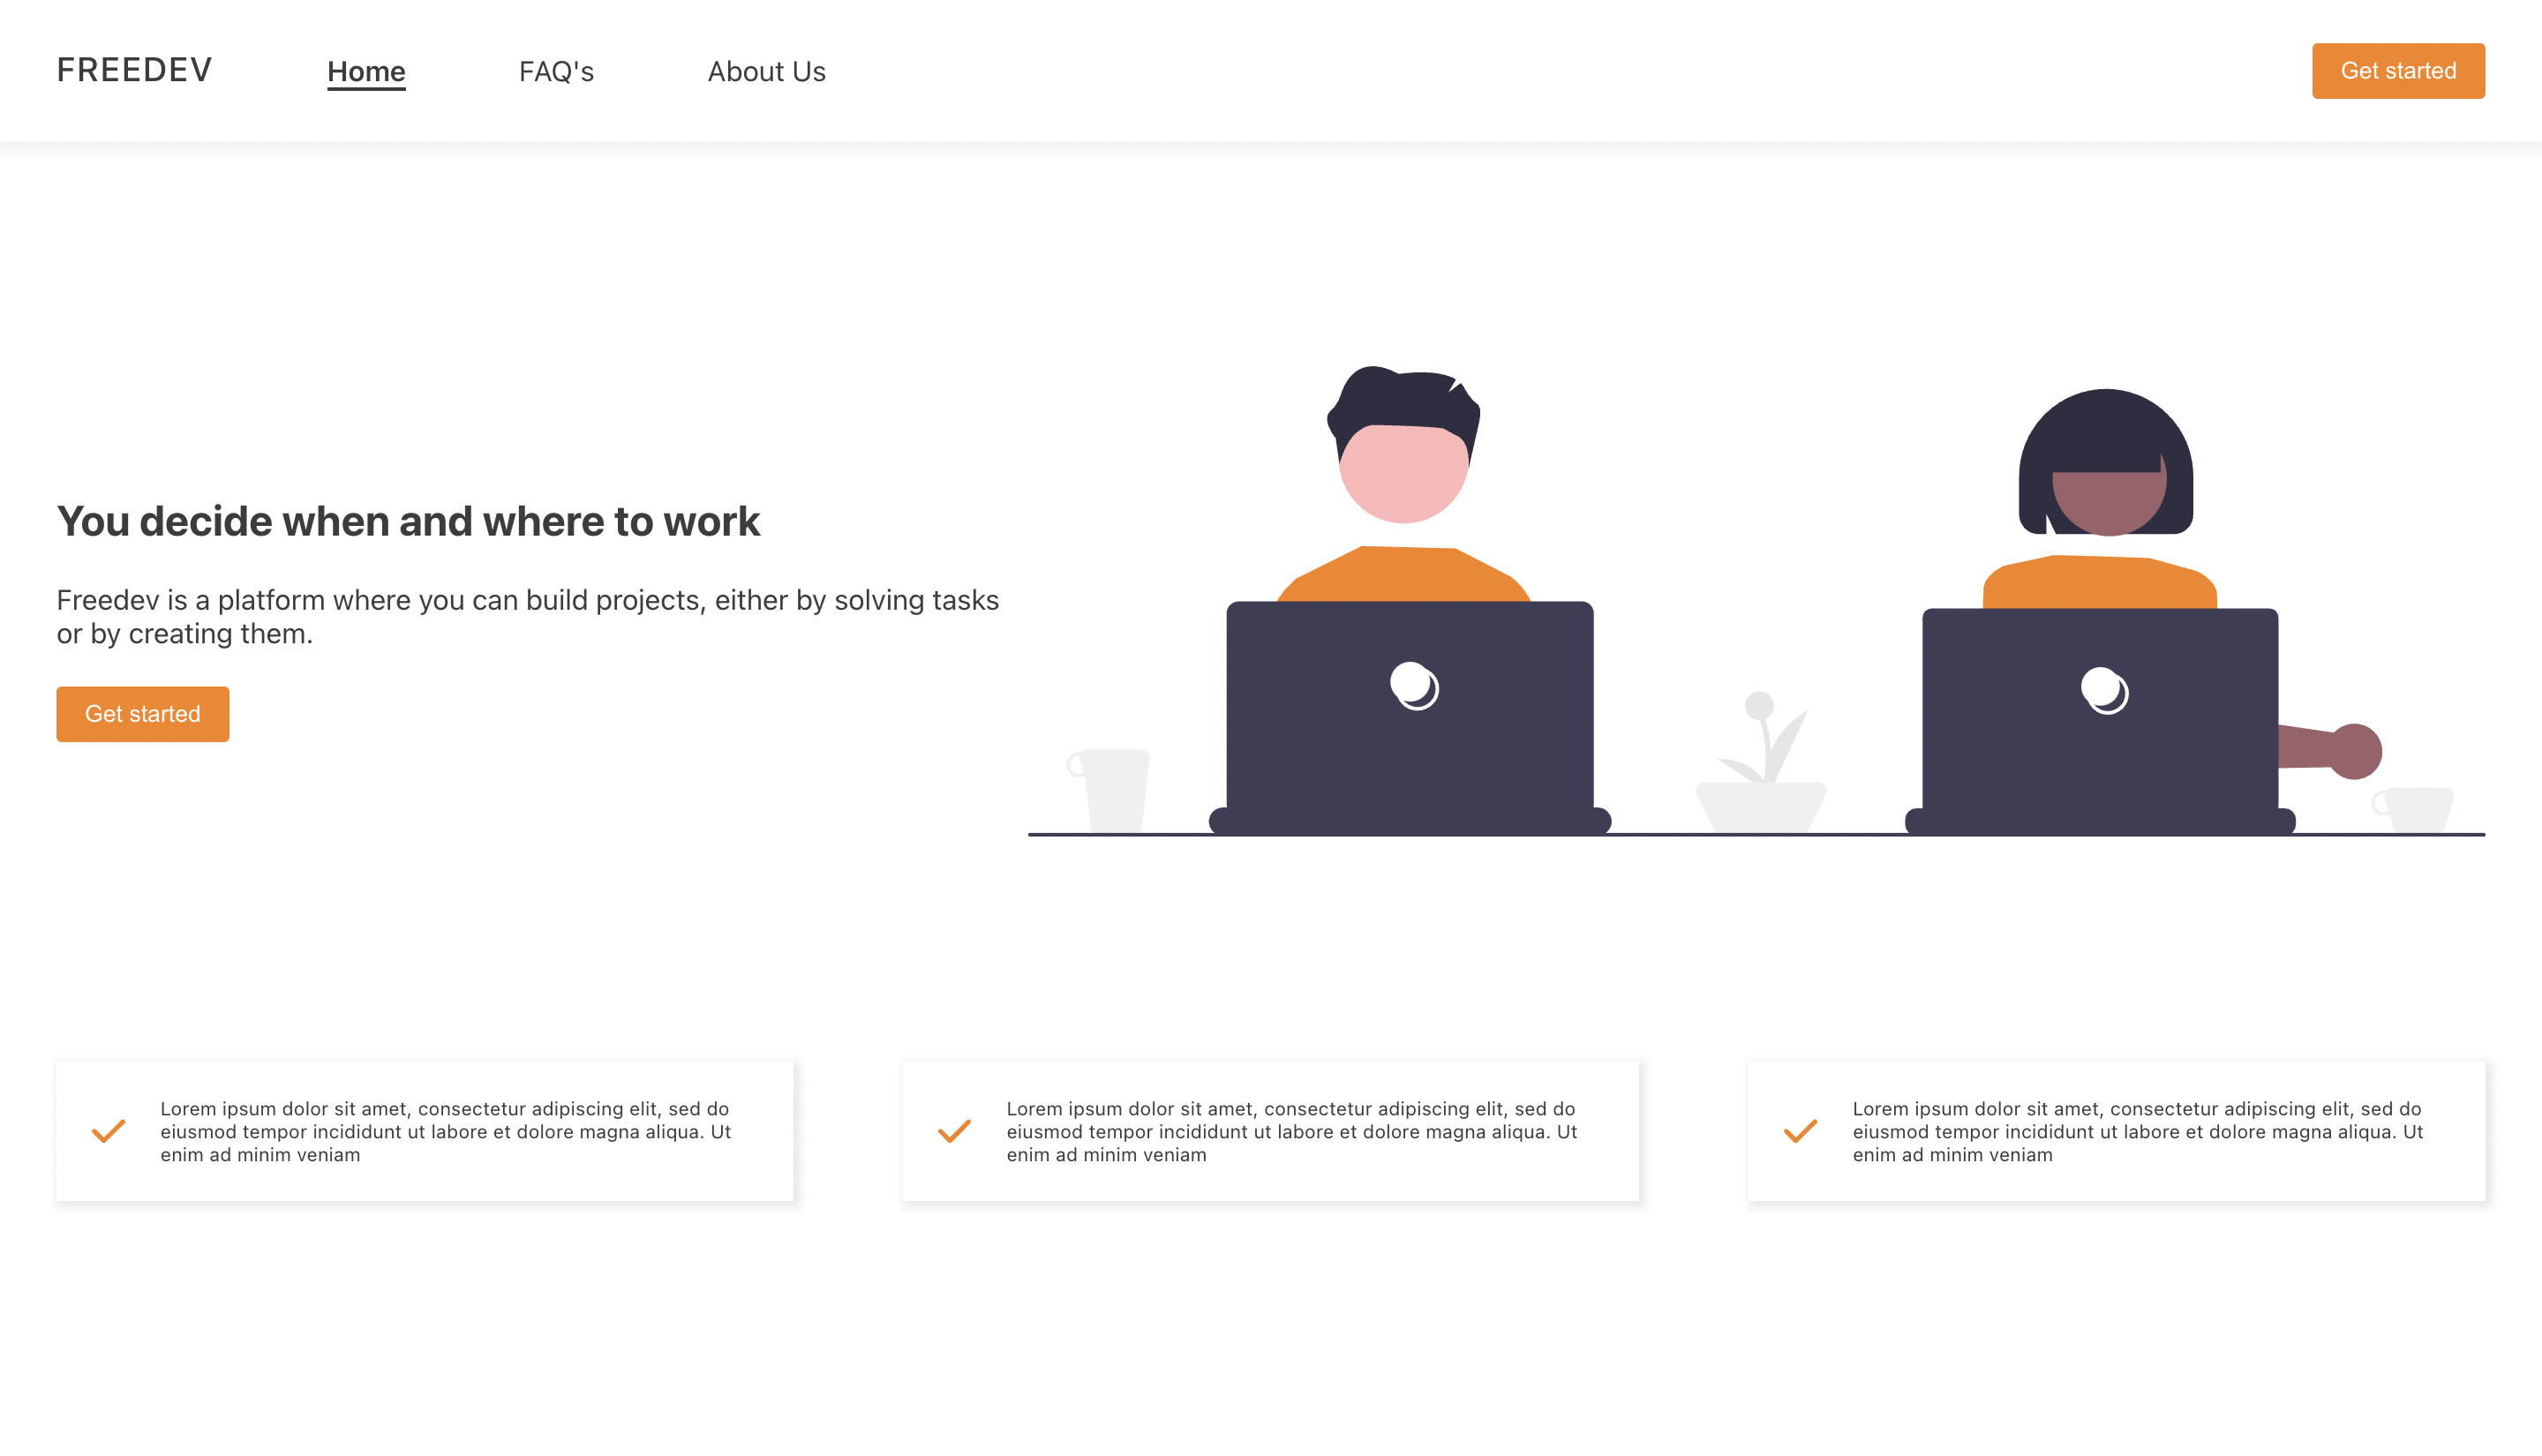 FREEDEV
Home
FAQ's
About Us
Get started
You decide when and where to work
Freedev is a platform where you can build projects, either by solving tasks
or by creating them.
Get started
Lorem ipsum dolor sit amet, consectetur adipiscing elit, sed do
eiusmod tempor incididunt ut labore et dolore magna aliqua. Ut
enim ad minim veniam
Lorem ipsum dolor sit amet, consectetur adipiscing elit, sed do
eiusmod tempor incididunt ut labore et dolore magna aliqua. Ut
enim ad minim veniam
Lorem ipsum dolor sit amet, consectetur adipiscing elit, sed do
eiusmod tempor incididunt ut labore et dolore magna aliqua. Ut
enim ad minim veniam